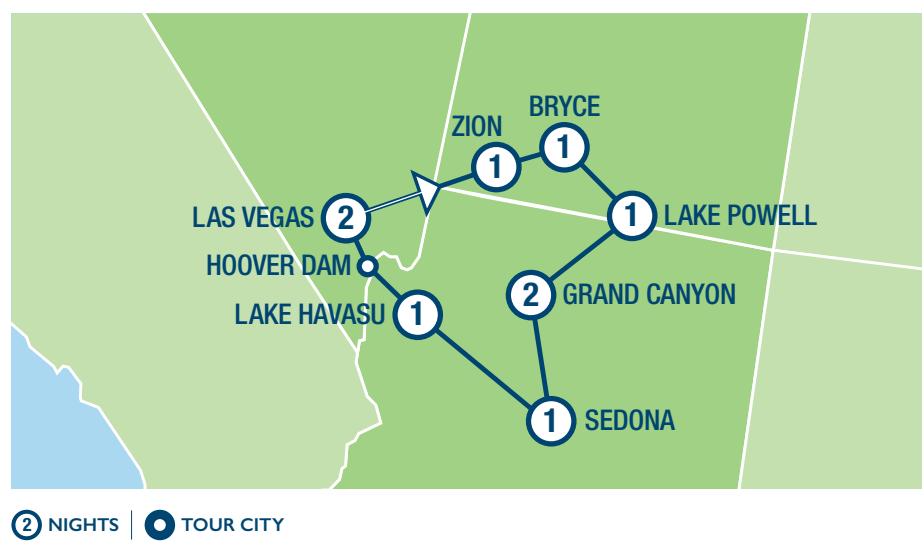 BRYCE
1
ZION
1
LAS VEGAS 2
1 LAKE POWELL
HOOVER DAM
2 GRAND CANYON
LAKE HAVASU 1
1 SEDONA
2 NIGHTS | TOUR CITY